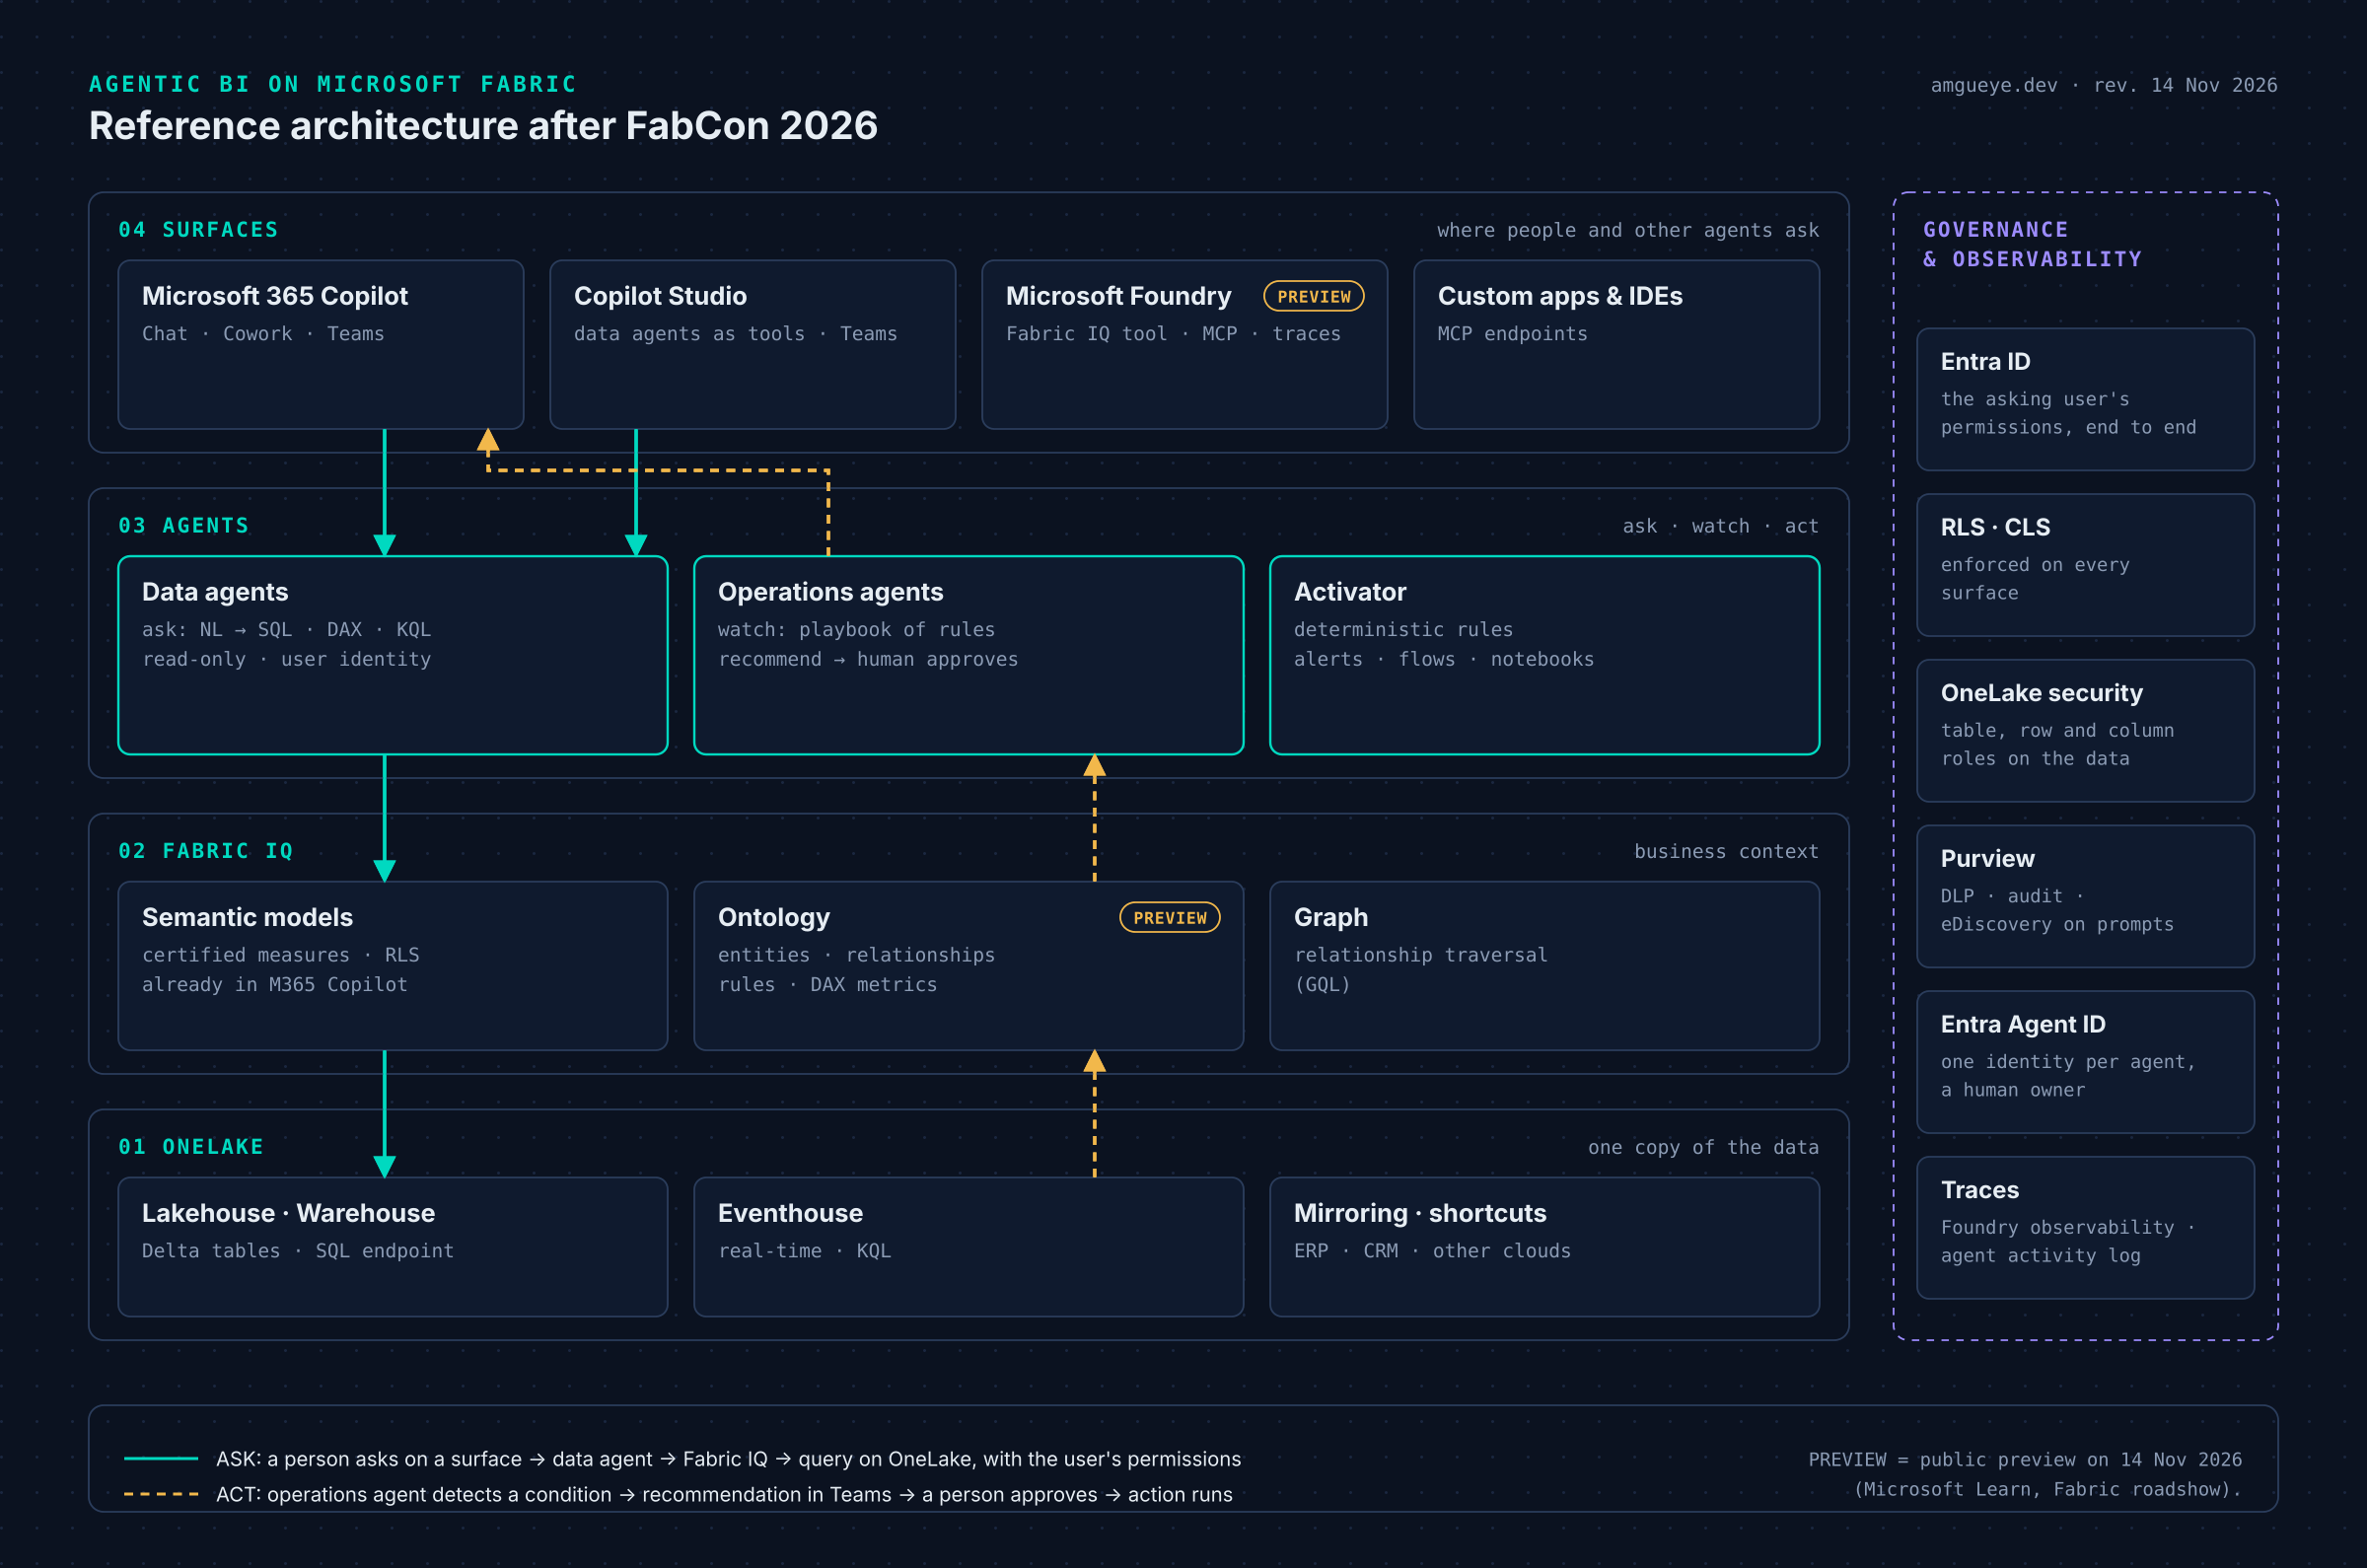 AGENTIC BI ON MICROSOFT FABRIC
amgueye.dev · rev. 14 Nov 2026
Reference architecture after FabCon 2026
04 SURFACES
where people and other agents ask
Microsoft 365 Copilot
Chat · Cowork · Teams
Copilot Studio
data agents as tools · Teams
Microsoft Foundry
PREVIEW
Fabric IQ tool · MCP · traces
Custom apps & IDEs
MCP endpoints
03 AGENTS
ask · watch · act
Data agents
ask: NL → SQL · DAX · KQL
read-only · user identity
Operations agents
watch: playbook of rules
recommend → human approves
Activator
deterministic rules
alerts · flows · notebooks
02 FABRIC IQ
business context
Semantic models
certified measures · RLS
already in M365 Copilot
Ontology
PREVIEW
entities · relationships
rules · DAX metrics
Graph
relationship traversal
(GQL)
01 ONELAKE
one copy of the data
Lakehouse · Warehouse
Delta tables · SQL endpoint
Eventhouse
real-time · KQL
Mirroring · shortcuts
ERP · CRM · other clouds
GOVERNANCE
& OBSERVABILITY
Entra ID
the asking user's
permissions, end to end
RLS · CLS
enforced on every
surface
OneLake security
table, row and column
roles on the data
Purview
DLP · audit ·
eDiscovery on prompts
Entra Agent ID
one identity per agent,
a human owner
Traces
Foundry observability ·
agent activity log
ASK: a person asks on a surface → data agent → Fabric IQ → query on OneLake, with the user's permissions
ACT: operations agent detects a condition → recommendation in Teams → a person approves → action runs
PREVIEW = public preview on 14 Nov 2026
(Microsoft Learn, Fabric roadshow).